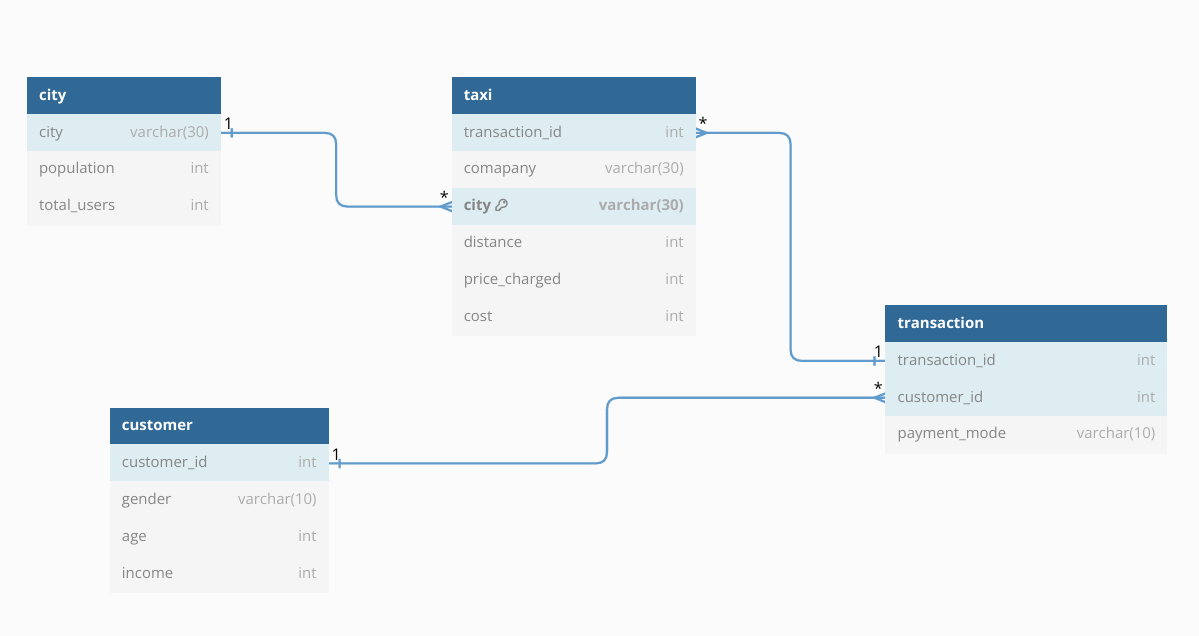 city
city varchar(30)
population int
total_users int
1
*
taxi
transaction_id int
comapany varchar(30)
city varchar(30)
distance int
price_charged int
cost int
*
1
*
transaction
transaction_id int
customer_id int
payment_mode varchar(10)
customer
customer_id int
gender varchar(10)
age int
income int
1